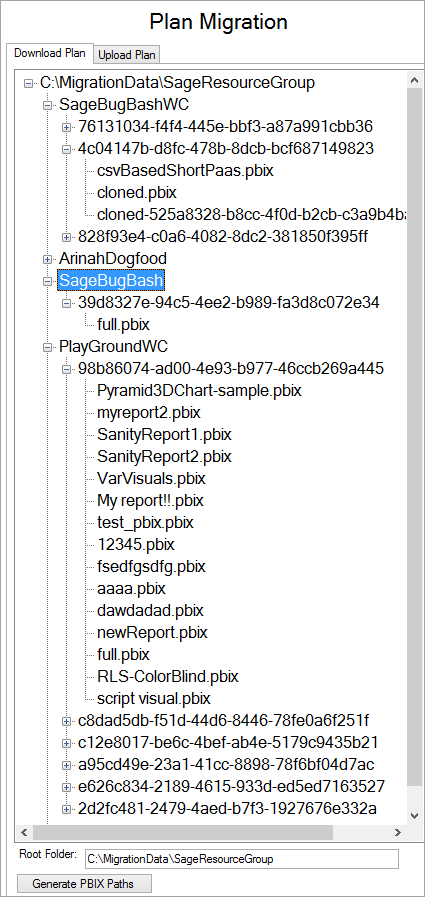 Plan Migration
Download Plan
Upload Plan
C:\MigrationData\SageResourceGroup
SageBugBashWC
76131034-f4f4-445e-bbf3-a87a991cbb36
4c04147b-d8fc-478b-8dcb-bcf687149823
csvBasedShortPaas.pbix
cloned.pbix
cloned-525a8328-b8cc-4f0d-b2cb-c3a9b4ba
828f93e4-c0a6-4082-8dc2-381850f395ff
ArinahDogfood
SageBugBash
39d8327e-94c5-4ee2-b989-fa3d8c072e34
full.pbix
PlayGroundWC
98b86074-ad00-4e93-b977-46ccb269a445
Pyramid3DChart-sample.pbix
myreport2.pbix
SanityReport1.pbix
SanityReport2.pbix
VarVisuals.pbix
My report!!.pbix
test_pbix.pbix
12345.pbix
fsedfgsdfg.pbix
aaaa.pbix
dawdadad.pbix
newReport.pbix
full.pbix
RLS-ColorBlind.pbix
script visual.pbix
c8dad5db-f51d-44d6-8446-78fe0a6f251f
c12e8017-be6c-4bef-ab4e-5179c9435b21
a95cd49e-23a1-41cc-8898-78f6bf04d7ac
e626c834-2189-4615-933d-ed5ed7163527
2d2fc481-2479-4aed-b7f3-1927676e332a
Root Folder:
C:\MigrationData\SageResourceGroup
Generate PBIX Paths